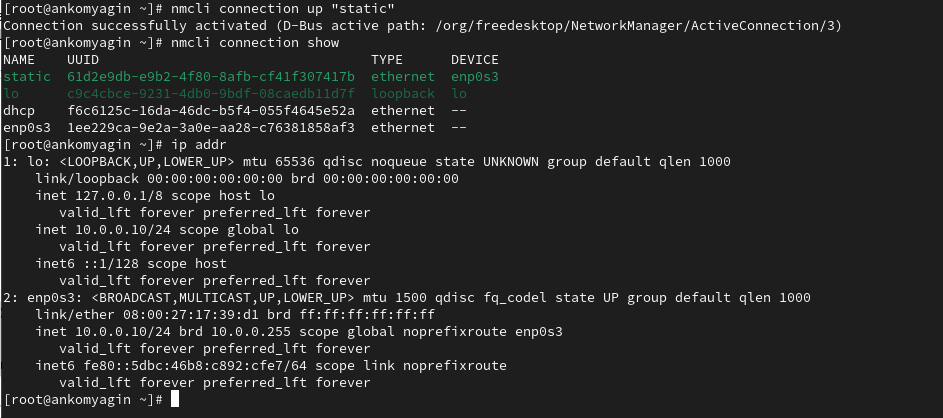 [root@ankomyagin ~]# nmcli connection up "static"
Connection successfully activated (D-Bus active path: /org/freedesktop/NetworkManager/ActiveConnection/3)
[root@ankomyagin ~]# nmcli connection show
NAME    UUID                                  TYPE      DEVICE
static  61d2e9db-e9b2-4f80-8afb-cf41f307417b  ethernet  enp0s3
lo      c9c4cbce-9231-4db0-9bdf-08caedb11d7f  loopback  lo
dhcp    f6c6125c-16da-46dc-b5f4-055f4645e52a  ethernet  --
enp0s3  1ee229ca-9e2a-3a0e-aa28-c76381858af3  ethernet  --
[root@ankomyagin ~]# ip addr
1: lo: <LOOPBACK,UP,LOWER_UP> mtu 65536 qdisc noqueue state UNKNOWN group default qlen 1000
    link/loopback 00:00:00:00:00:00 brd 00:00:00:00:00:00
    inet 127.0.0.1/8 scope host lo
       valid_lft forever preferred_lft forever
    inet 10.0.0.10/24 scope global lo
       valid_lft forever preferred_lft forever
    inet6 ::1/128 scope host
       valid_lft forever preferred_lft forever
2: enp0s3: <BROADCAST,MULTICAST,UP,LOWER_UP> mtu 1500 qdisc fq_codel state UP group default qlen 1000
    link/ether 08:00:27:17:39:d1 brd ff:ff:ff:ff:ff:ff
    inet 10.0.0.10/24 brd 10.0.0.255 scope global noprefixroute enp0s3
       valid_lft forever preferred_lft forever
    inet6 fe80::5dbc:46b8:c892:cfe7/64 scope link noprefixroute
       valid_lft forever preferred_lft forever
[root@ankomyagin ~]#